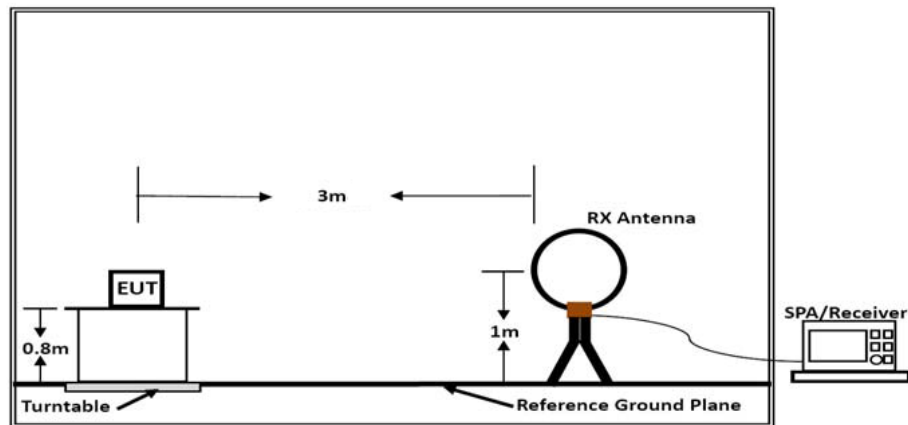 3m
RX Antenna
EUT
SPA/Receiver
1m
0.8m
Turntable
Reference Ground Plane